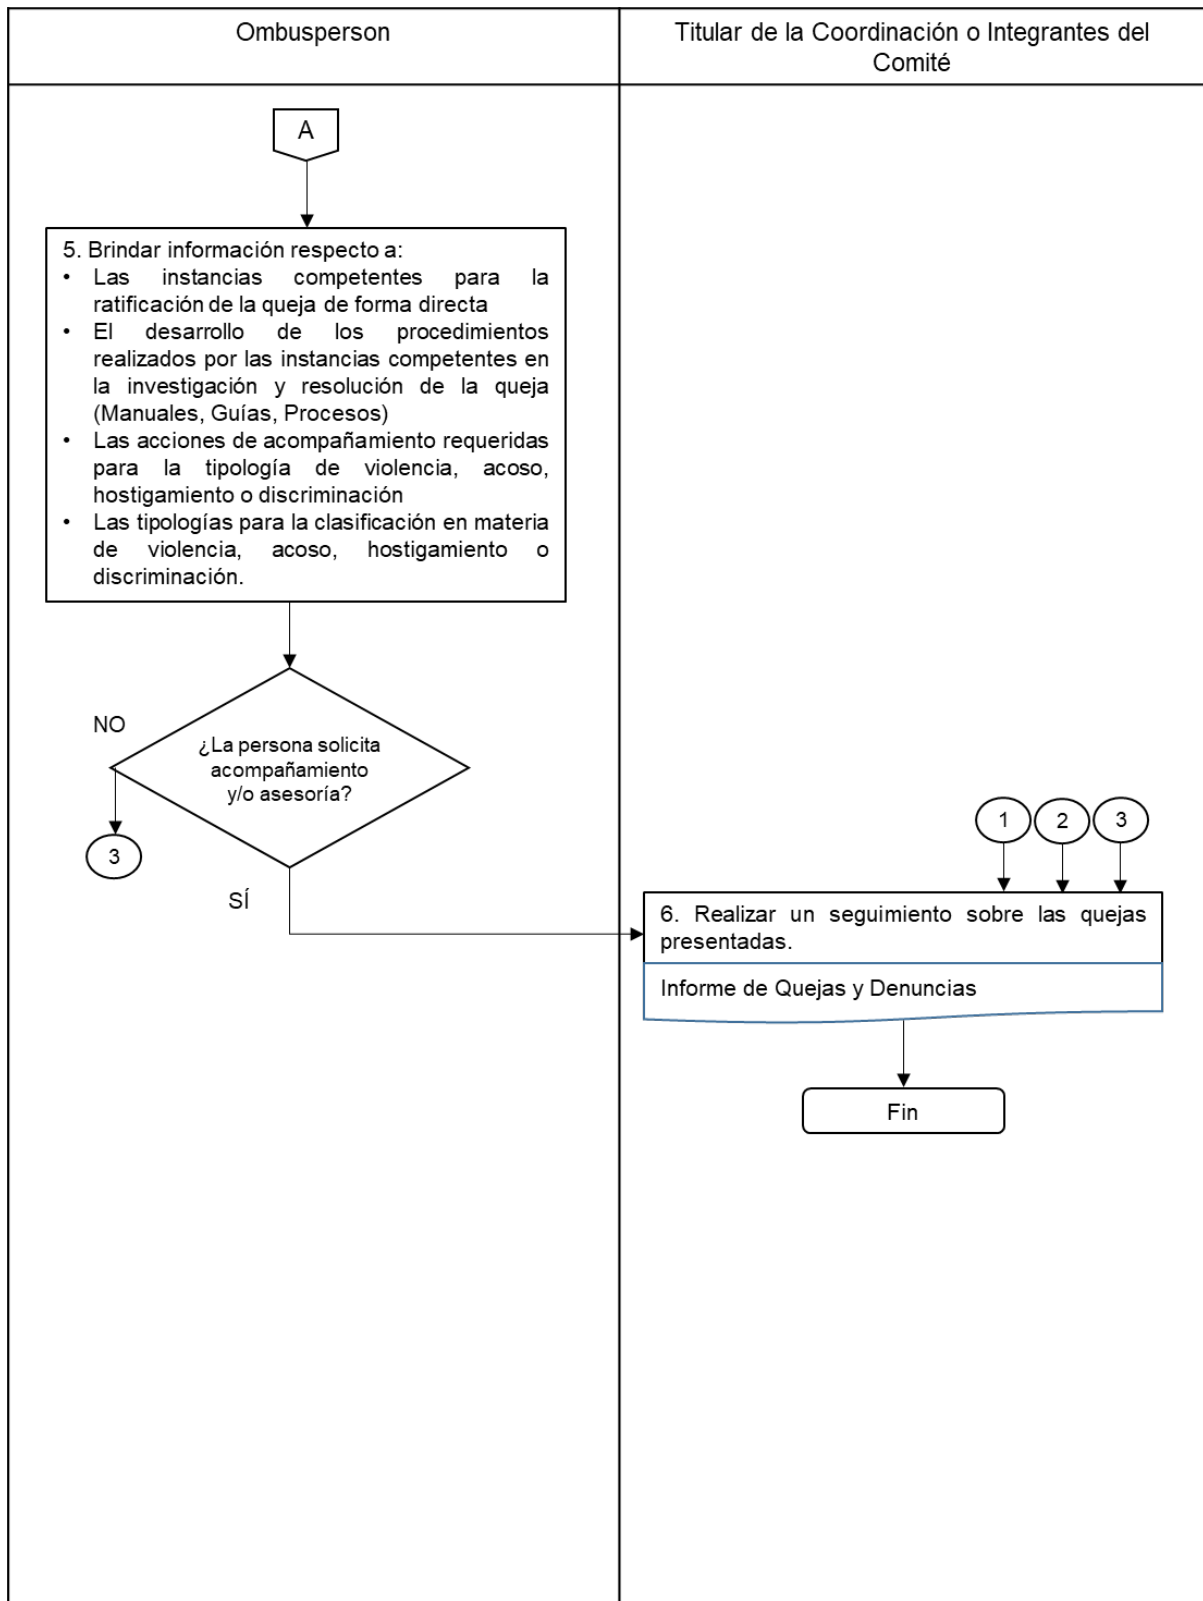 Ombusperson
Titular de la Coordinación o Integrantes del
Comité
A
5. Brindar información respecto a:
• Las instancias competentes para la
ratificación de la queja de forma directa
• El desarrollo de los procedimientos
realizados por las instancias competentes en
la investigación y resolución de la queja
(Manuales, Guías, Procesos)
• Las acciones de acompañamiento requeridas
para la tipología de violencia, acoso,
hostigamiento o discriminación
• Las tipologías para la clasificación en materia
de violencia, acoso, hostigamiento o
discriminación.
NO
¿La persona solicita
acompañamiento
y/o asesoría?
3
SÍ
1 2 3
6. Realizar un seguimiento sobre las quejas
presentadas.
Informe de Quejas y Denuncias
Fin